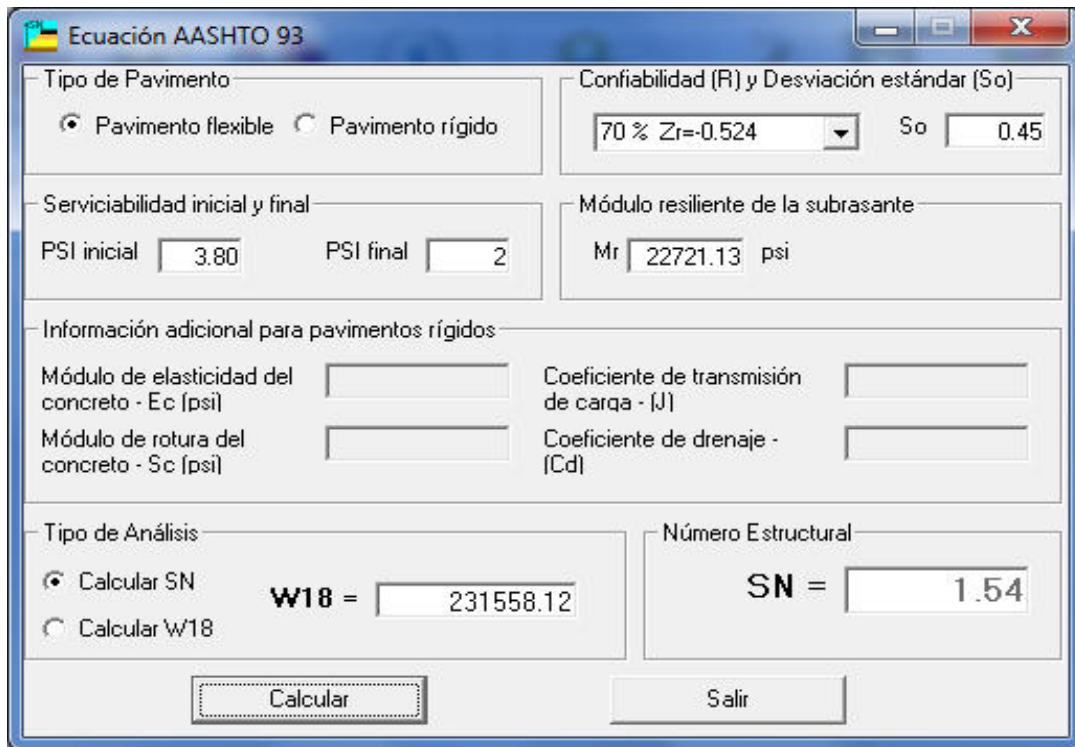 Ecuación AASHTO 93
Tipo de Pavimento
Pavimento flexible Pavimento rígido
Confiabilidad (R) y Desviación estándar (So)
70 % Zr=-0.524 So 0.45
Serviciabilidad inicial y final
PSI inicial 3.80 PSI final 2
Módulo resiliente de la subrasante
Mr 22721.13 psi
Información adicional para pavimentos rígidos
Módulo de elasticidad del
concreto - Ec (psi)
Coeficiente de transmisión
de carga - (J)
Módulo de rotura del
concreto - Sc (psi)
Coeficiente de drenaje -
(Cd)
Tipo de Análisis
Calcular SN
W18 = 231558.12
Calcular W18
Número Estructural
SN = 1.54
Calcular
Salir